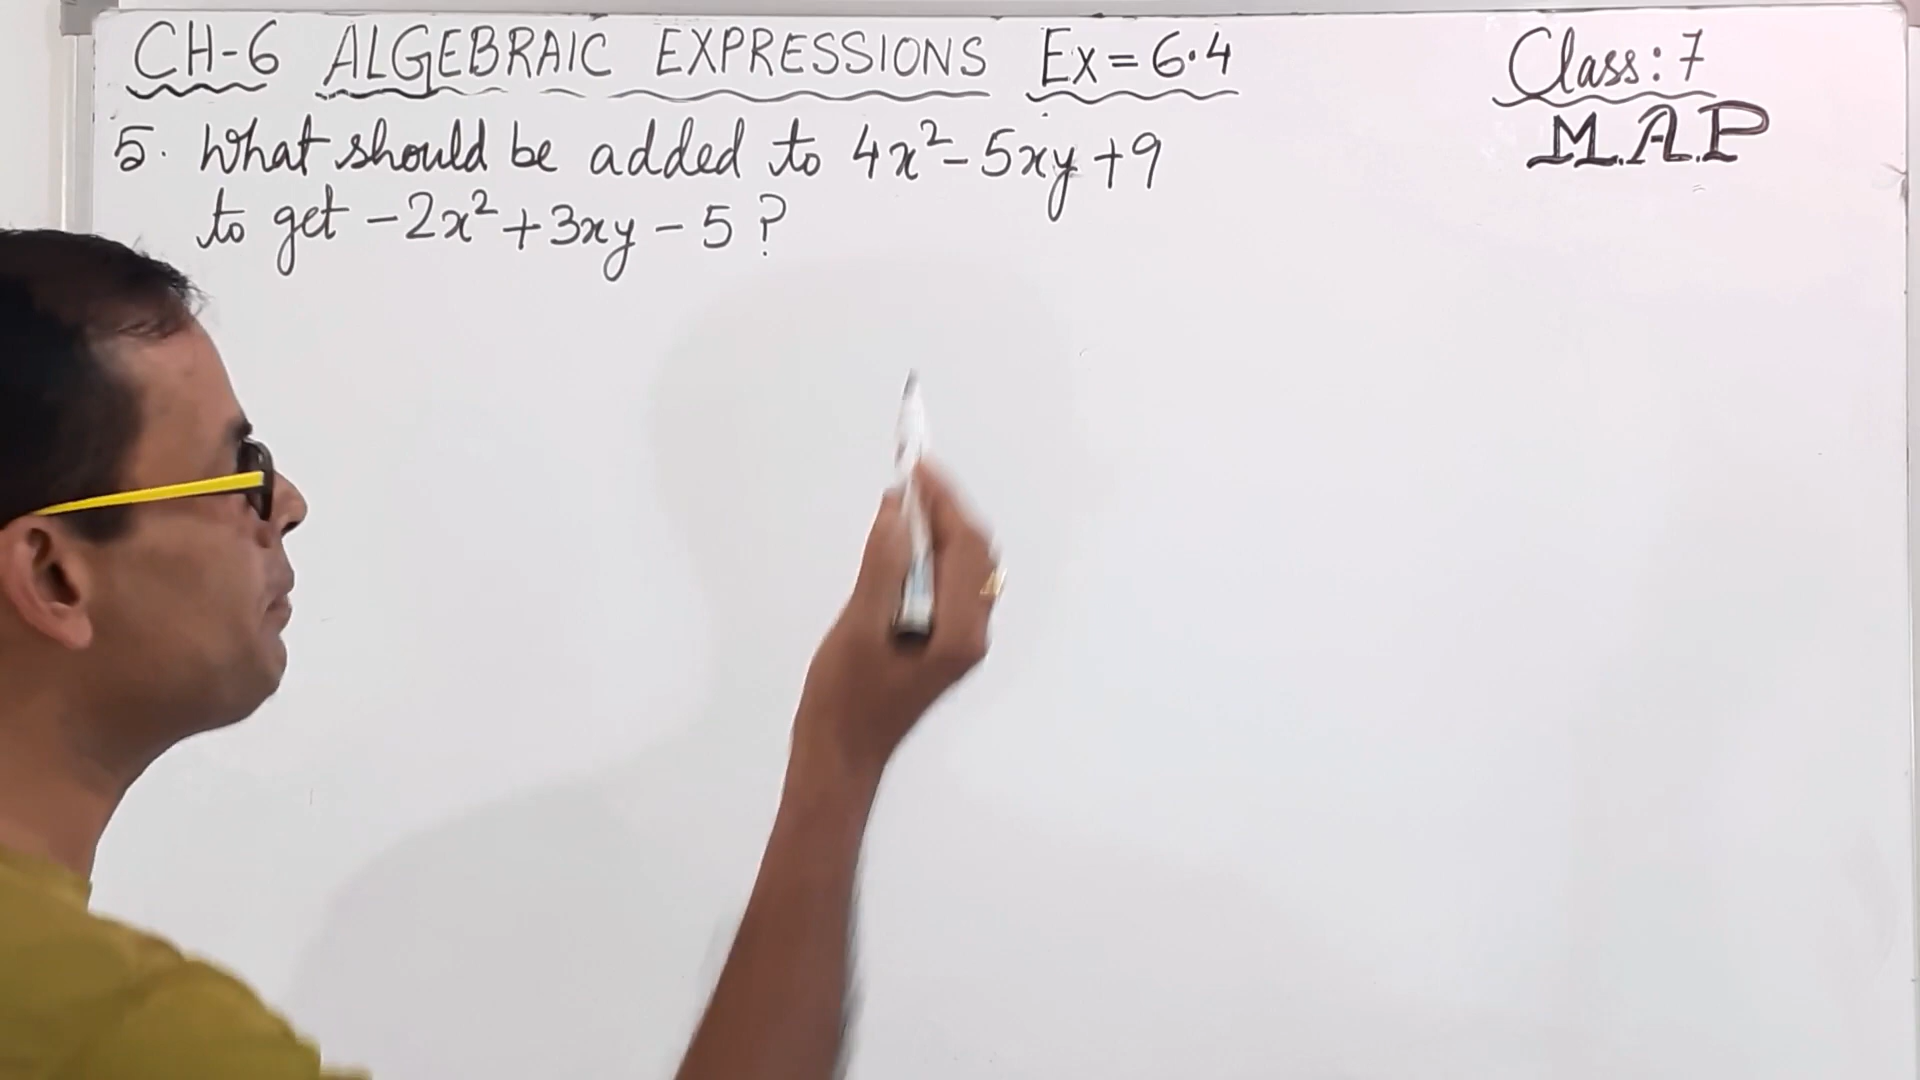 CH-6 ALGEBRAIC EXPRESSIONS Ex = 6.4
Class: 7
M.A.P
5. What should be added to 4x² - 5xy + 9
to get -2x² + 3xy - 5 ?